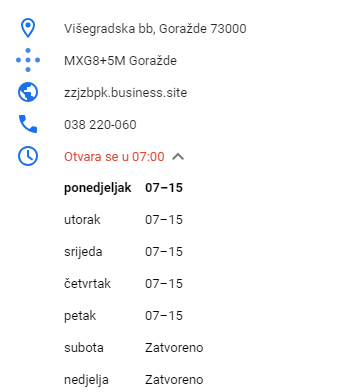 Višegradska bb, Goražde 73000
MXG8+5M Goražde
zzjzbpk.business.site
038 220-060
Otvara se u 07:00
ponedjeljak 07–15
utorak 07–15
srijeda 07–15
četvrtak 07–15
petak 07–15
subota Zatvoreno
nedjelja Zatvoreno